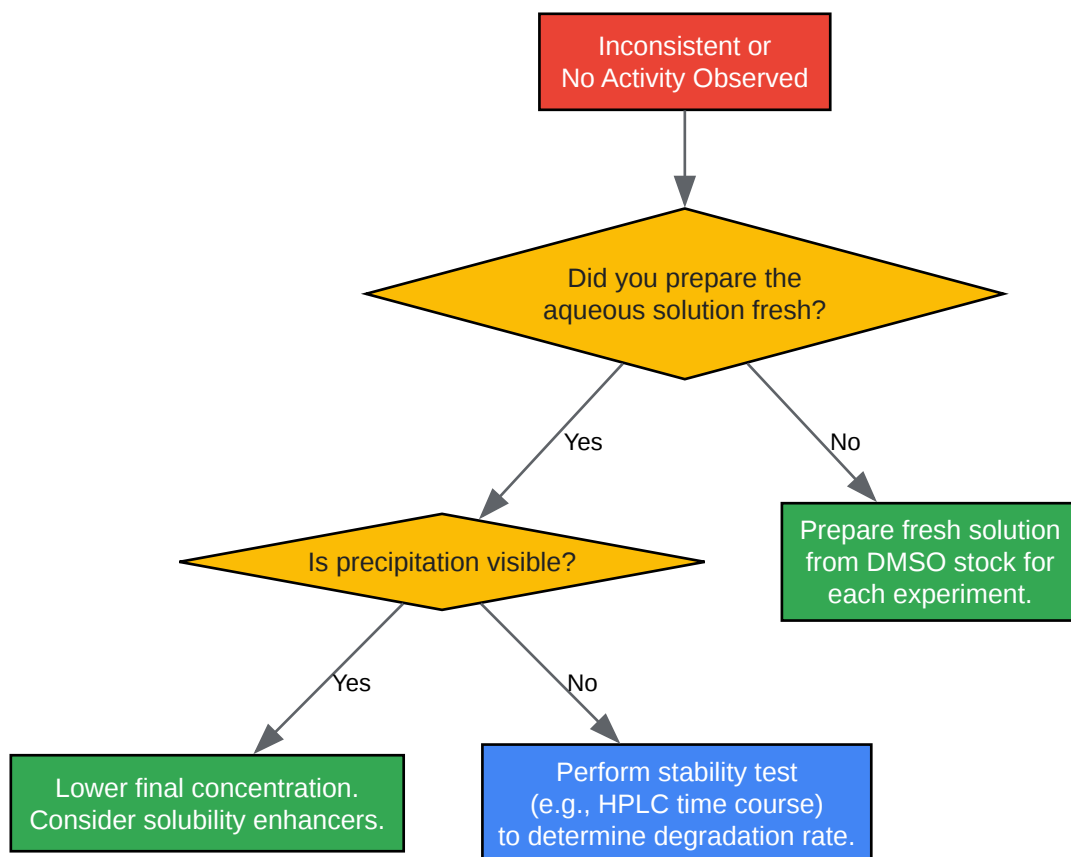 Inconsistent or
No Activity Observed
Did you prepare the
aqueous solution fresh?
Yes
No
Prepare fresh solution
from DMSO stock for
each experiment.
Is precipitation visible?
Yes
No
Lower final concentration.
Consider solubility enhancers.
Perform stability test
(e.g., HPLC time course)
to determine degradation rate.